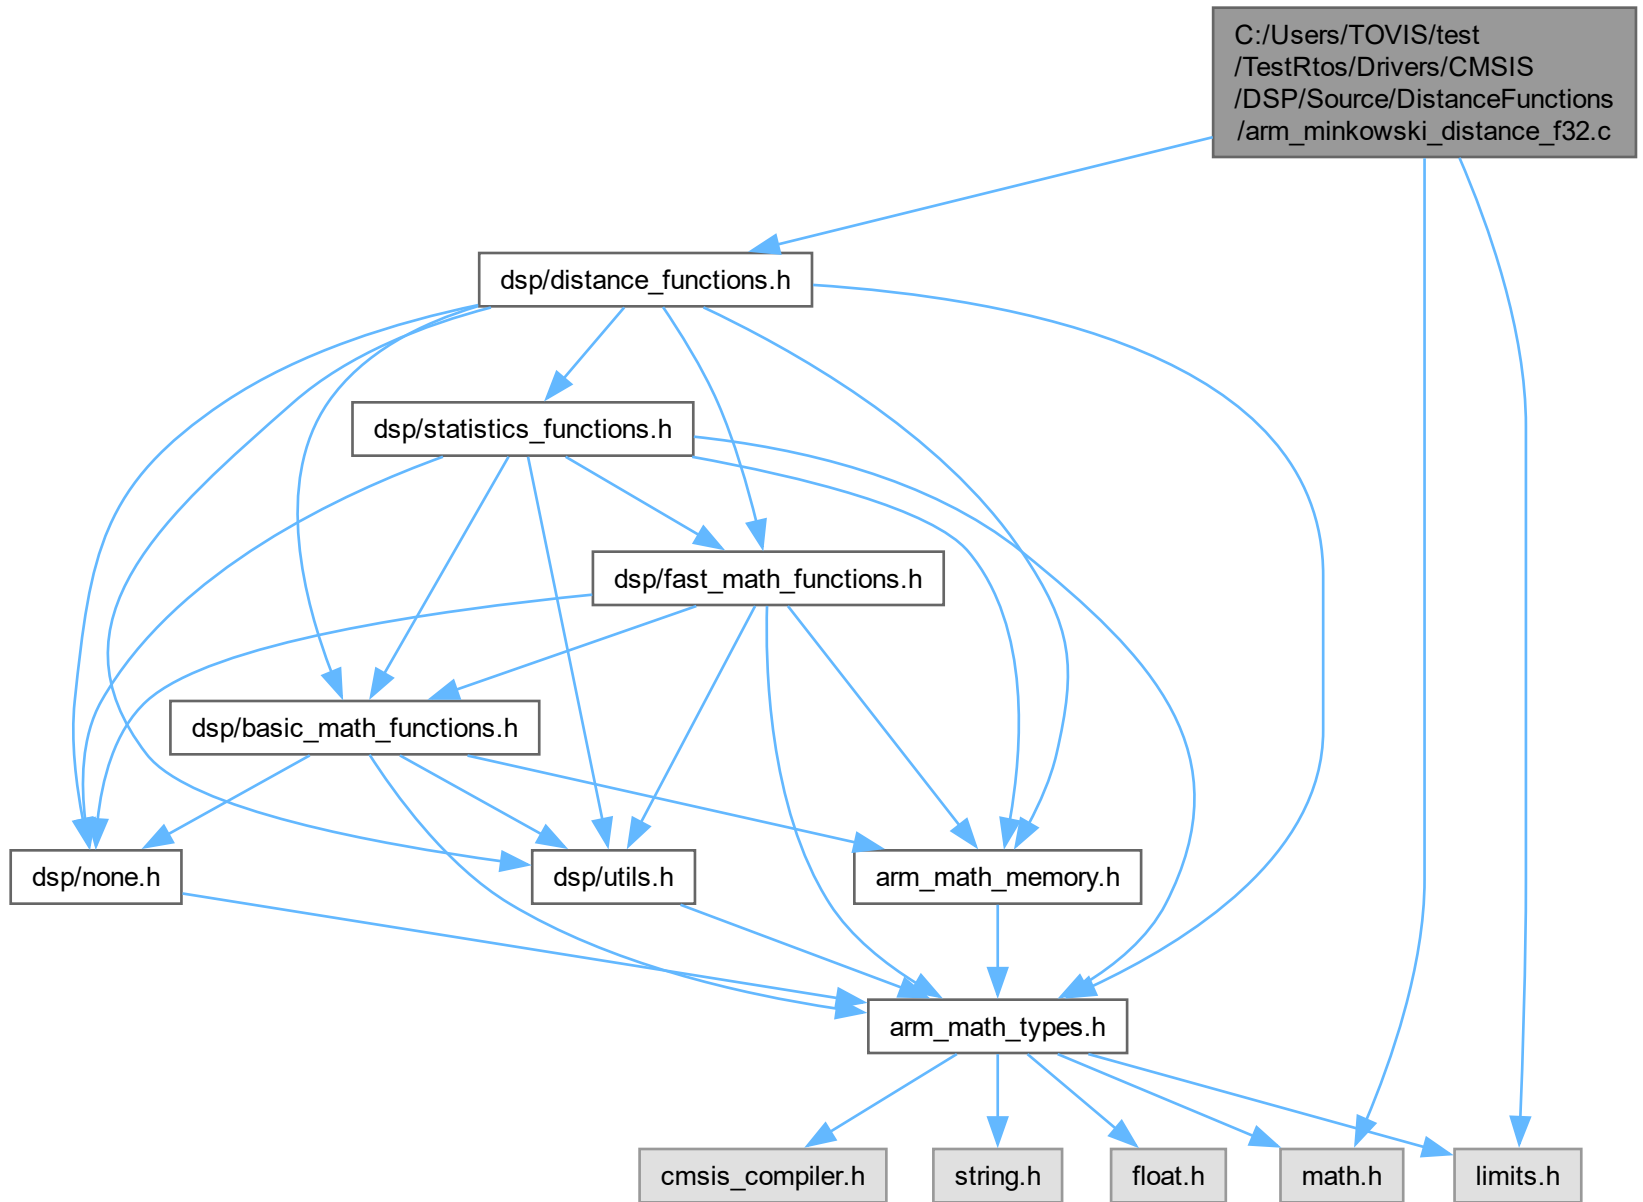 C:/Users/TOVIS/test
/TestRtos/Drivers/CMSIS
/DSP/Source/DistanceFunctions
/arm_minkowski_distance_f32.c
dsp/distance_functions.h
dsp/statistics_functions.h
dsp/fast_math_functions.h
dsp/basic_math_functions.h
dsp/none.h
dsp/utils.h
arm_math_memory.h
arm_math_types.h
cmsis_compiler.h
string.h
float.h
math.h
limits.h